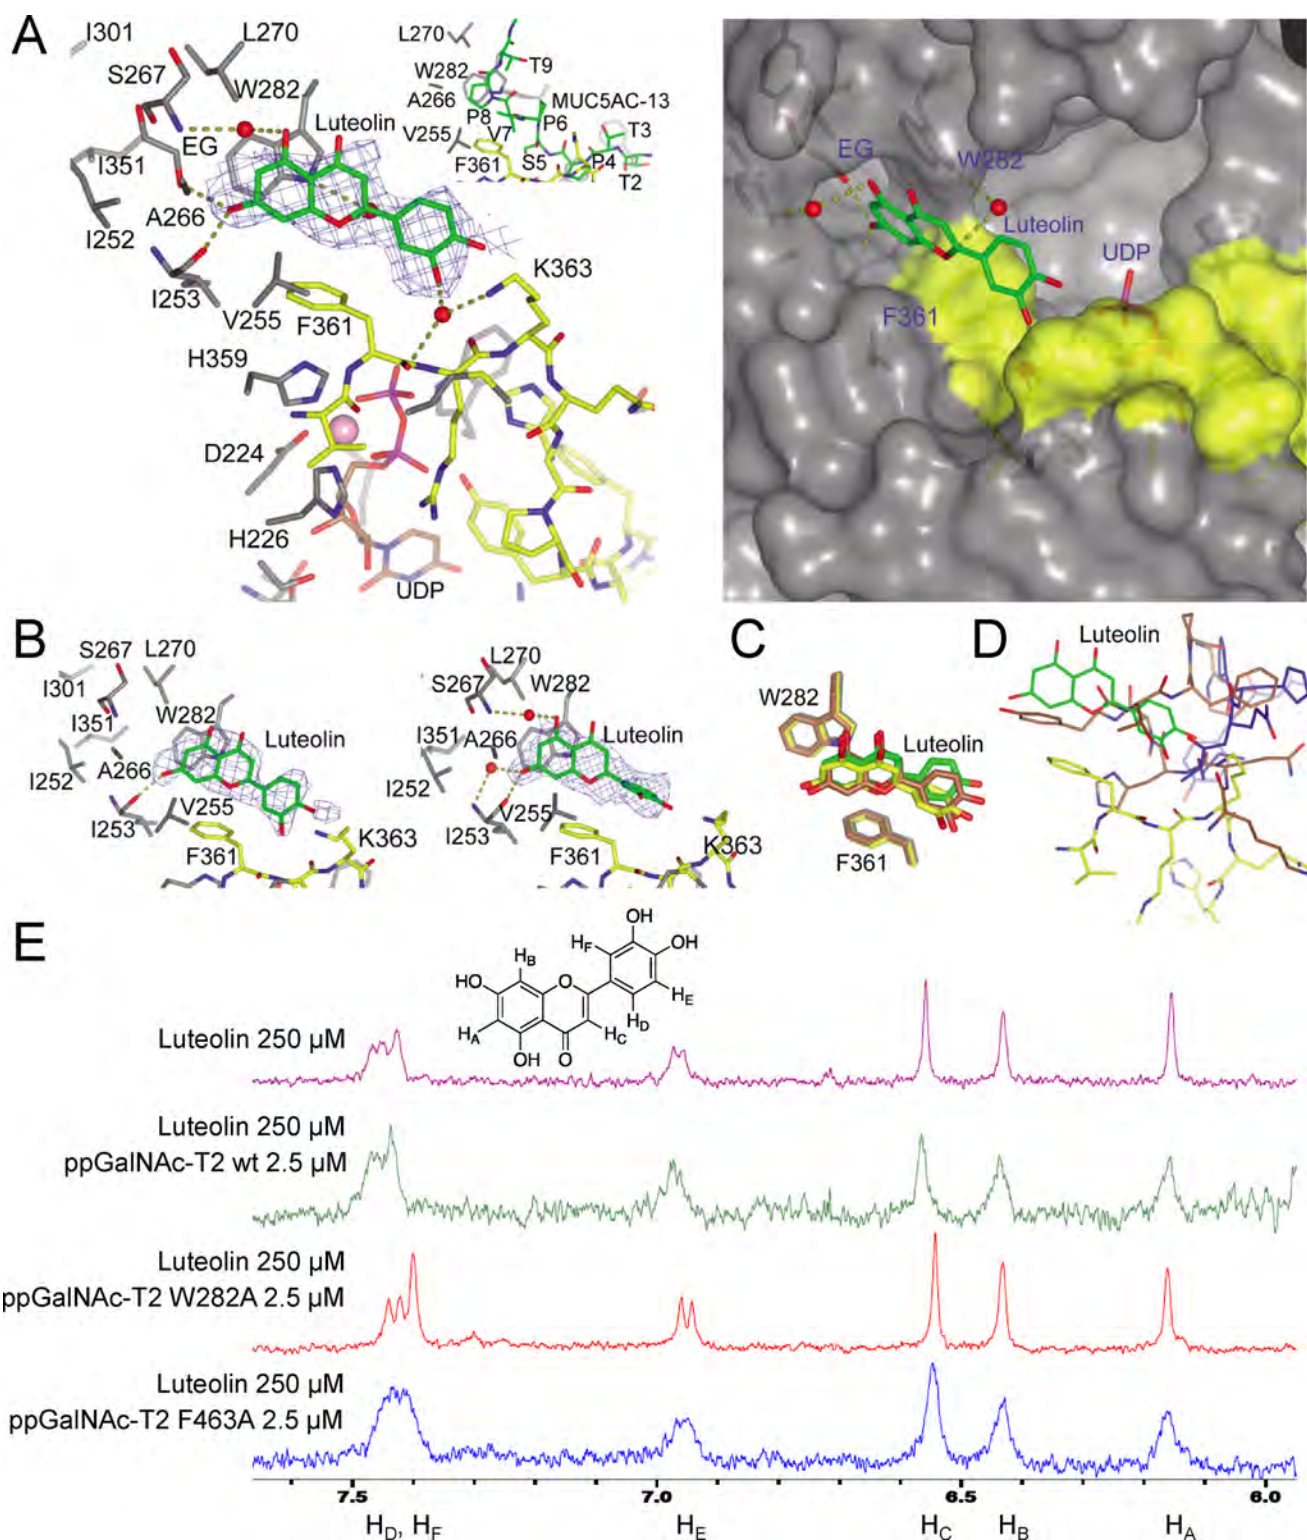 A
I301
L270
S267
W282
Luteolin
EG
I351
A266
I252
I253
V255
F361
K363
H359
D224
H226
UDP
L270
T9
W282
MUC5AC-13
A266
P8
P6
T3
V255
V7
F361
S5
P4
T2
EG
W282
Luteolin
UDP
F361
B
S267
L270
I301
I351
W282
Luteolin
A266
I252
V255
I253
F361
K363
L270
S267
W282
I351
A266
Luteolin
I252
V255
I253
F361
K363
C
W282
Luteolin
F361
D
Luteolin
E
OH
HF
OH
HB
HO
O
HE
HD
HA
HC
OH
O
Luteolin 250 µM
Luteolin 250 µM
ppGalNAc-T2 wt 2.5 µM
Luteolin 250 µM
ppGalNAc-T2 W282A 2.5 µM
Luteolin 250 µM
ppGalNAc-T2 F463A 2.5 µM
7.5 7.0 6.5 6.0
HD, HF HE HC HB HA